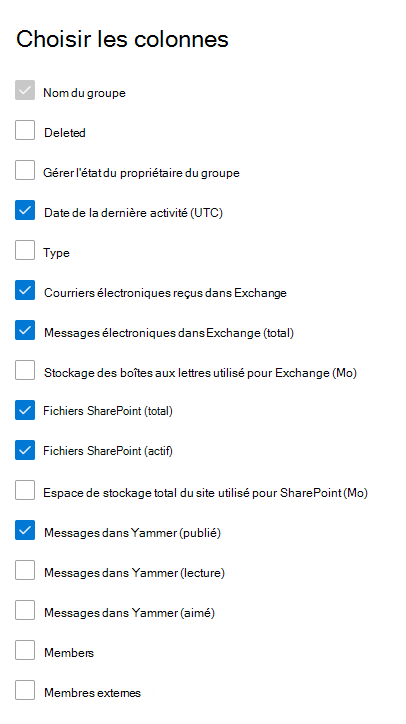 Choisir les colonnes
Nom du groupe
Deleted
Gérer l'état du propriétaire du groupe
Date de la dernière activité (UTC)
Type
Courriers électroniques reçus dans Exchange
Messages électroniques dans Exchange (total)
Stockage des boîtes aux lettres utilisé pour Exchange (Mo)
Fichiers SharePoint (total)
Fichiers SharePoint (actif)
Espace de stockage total du site utilisé pour SharePoint (Mo)
Messages dans Yammer (publié)
Messages dans Yammer (lecture)
Messages dans Yammer (aimé)
Members
Membres externes